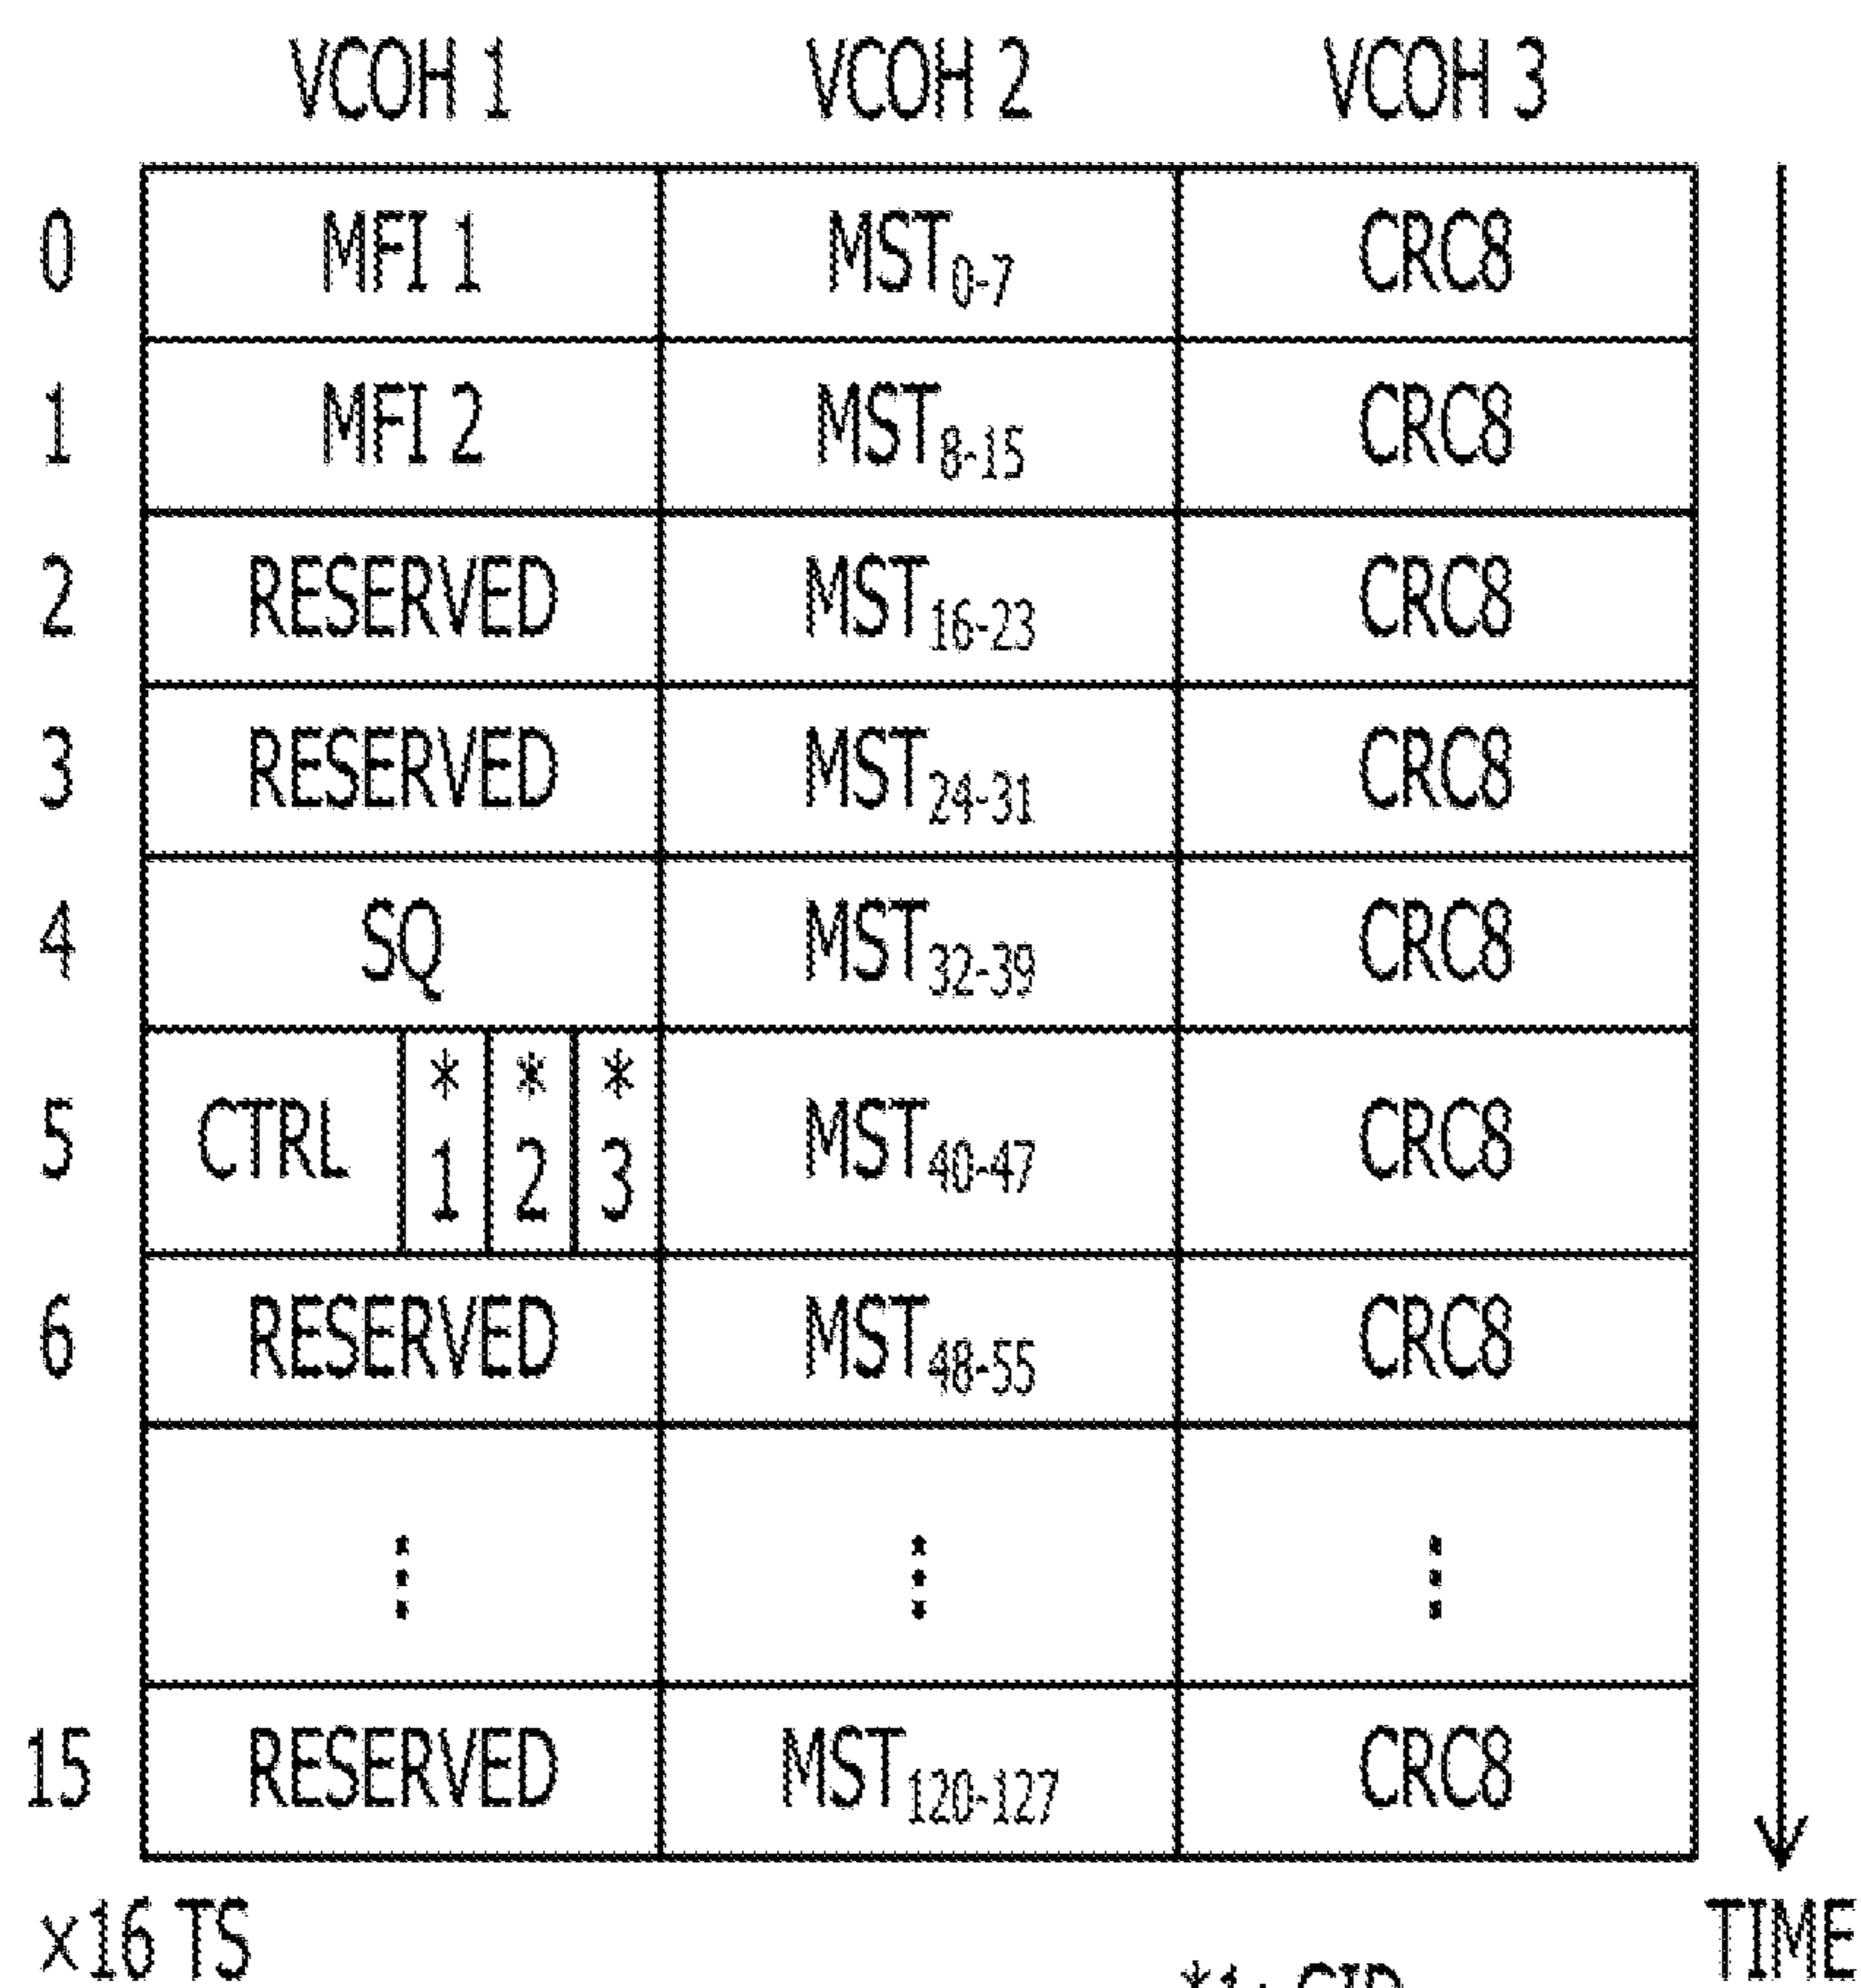 VCOH 1 VCOH 2 VCOH 3
0 MFI 1 MST0-7 CRC8
1 MFI 2 MST8-15 CRC8
2 RESERVED MST16-23 CRC8
3 RESERVED MST24-31 CRC8
4 SQ MST32-39 CRC8
5 CTRL *1 *2 *3 MST40-47 CRC8
6 RESERVED MST48-55 CRC8
⋮ ⋮ ⋮
15 RESERVED MST120-127 CRC8
×16 TS TIME